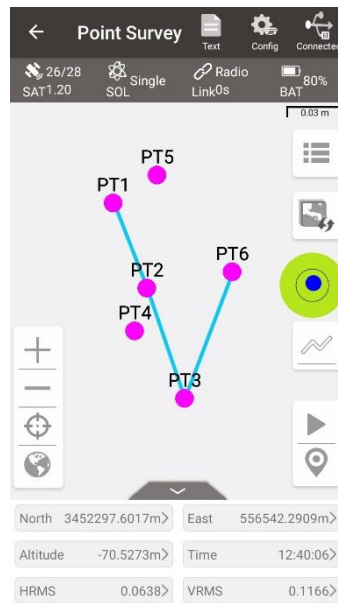 Point Survey
Text
Config
Connected
26/28
SAT1.20
Single
SOL
Radio
Link0s
80%
BAT
0.03 m
PT5
PT1
PT6
PT2
PT4
PT3
North 3452297.6017m>
East 556542.2909m>
Altitude -70.5273m>
Time 12:40:06>
HRMS 0.0638>
VRMS 0.1166>